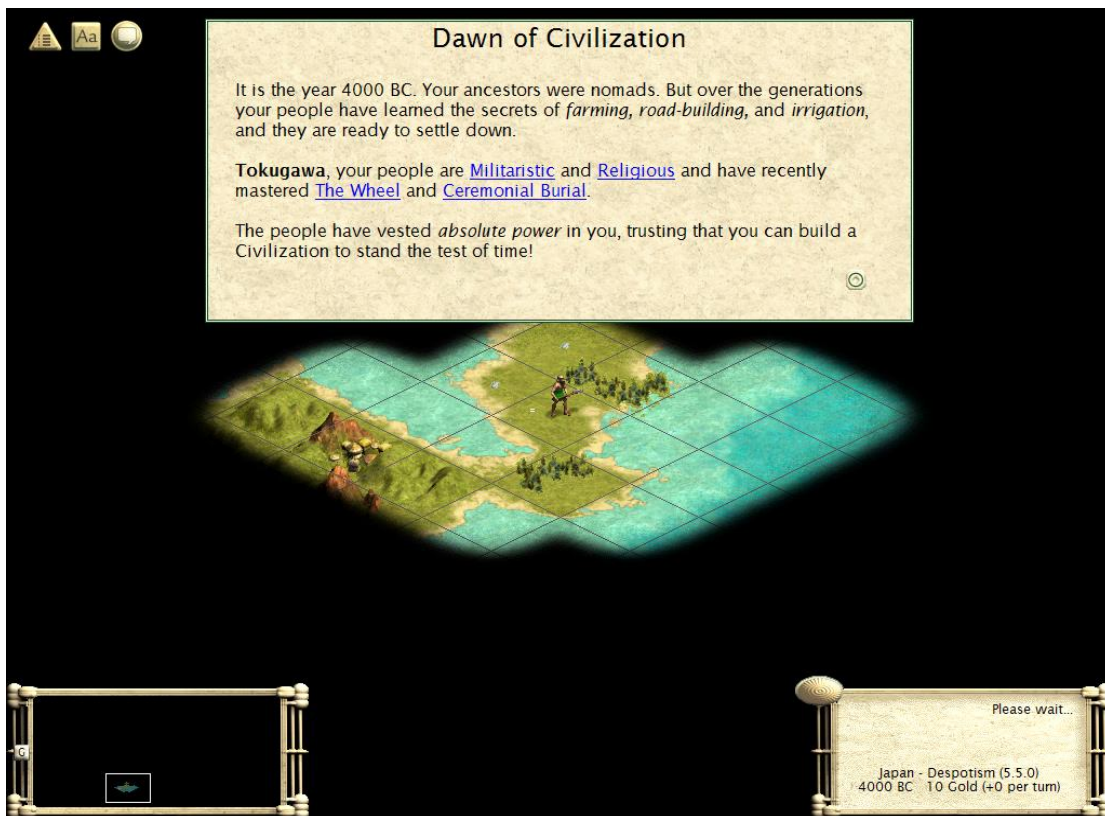 Aa
Dawn of Civilization
It is the year 4000 BC. Your ancestors were nomads. But over the generations
your people have learned the secrets of farming, road-building, and irrigation,
and they are ready to settle down.
Tokugawa, your people are Militaristic and Religious and have recently
mastered The Wheel and Ceremonial Burial.
The people have vested absolute power in you, trusting that you can build a
Civilization to stand the test of time!
G
Please wait...
Japan - Despotism (5.5.0)
4000 BC 10 Gold (+0 per turn)